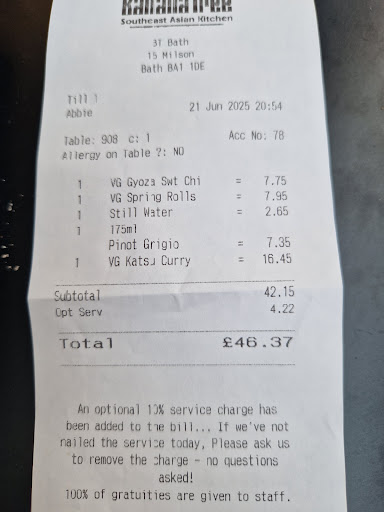 Banana Tree
Southeast Asian Kitchen
3T Bath
15 Milson
Bath BA1 1DE
Till 1
Abbie
21 Jun 2025 20:54
Table: 908 c: 1 Acc No: 78
Allergy on Table ?: NO
1 VG Gyoza Swt Chi = 7.75
1 VG Spring Rolls = 7.95
1 Still Water = 2.65
1 175ml
Pinot Grigio = 7.35
1 VG Katsu Curry = 16.45
Subtotal 42.15
Opt Serv 4.22
Total £46.37
An optional 10% service charge has
been added to the bill... If we've not
nailed the service today, Please ask us
to remove the charge - no questions
asked!
100% of gratuities are given to staff.